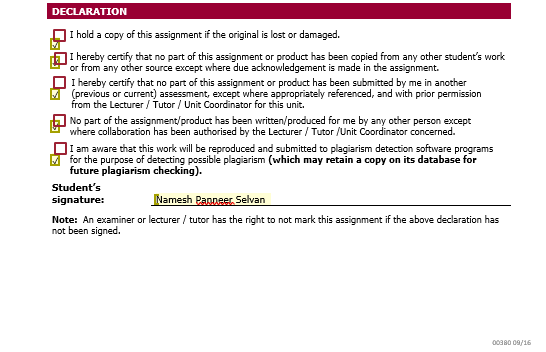 DECLARATION
I hold a copy of this assignment if the original is lost or damaged.
I hereby certify that no part of this assignment or product has been copied from any other student's work
or from any other source except where due acknowledgement is made in the assignment.
I hereby certify that no part of this assignment or product has been submitted by me in another
(previous or current) assessment, except where appropriately referenced, and with prior permission
from the Lecturer / Tutor / Unit Coordinator for this unit.
No part of the assignment/product has been written/produced for me by any other person except
where collaboration has been authorised by the Lecturer / Tutor /Unit Coordinator concerned.
I am aware that this work will be reproduced and submitted to plagiarism detection software programs
for the purpose of detecting possible plagiarism (which may retain a copy on its database for
future plagiarism checking).
Student's
signature: Namesh Panneer Selvan
Note: An examiner or lecturer / tutor has the right to not mark this assignment if the above declaration has
not been signed.
00380 09/16